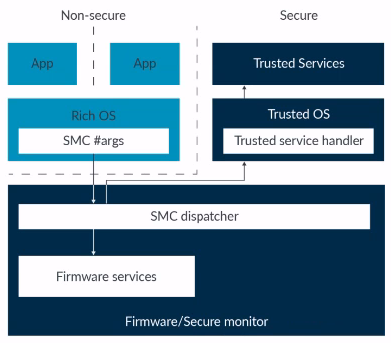 Non-secure
Secure
App
App
Trusted Services
Rich OS
SMC #args
Trusted OS
Trusted service handler
SMC dispatcher
Firmware services
Firmware/Secure monitor